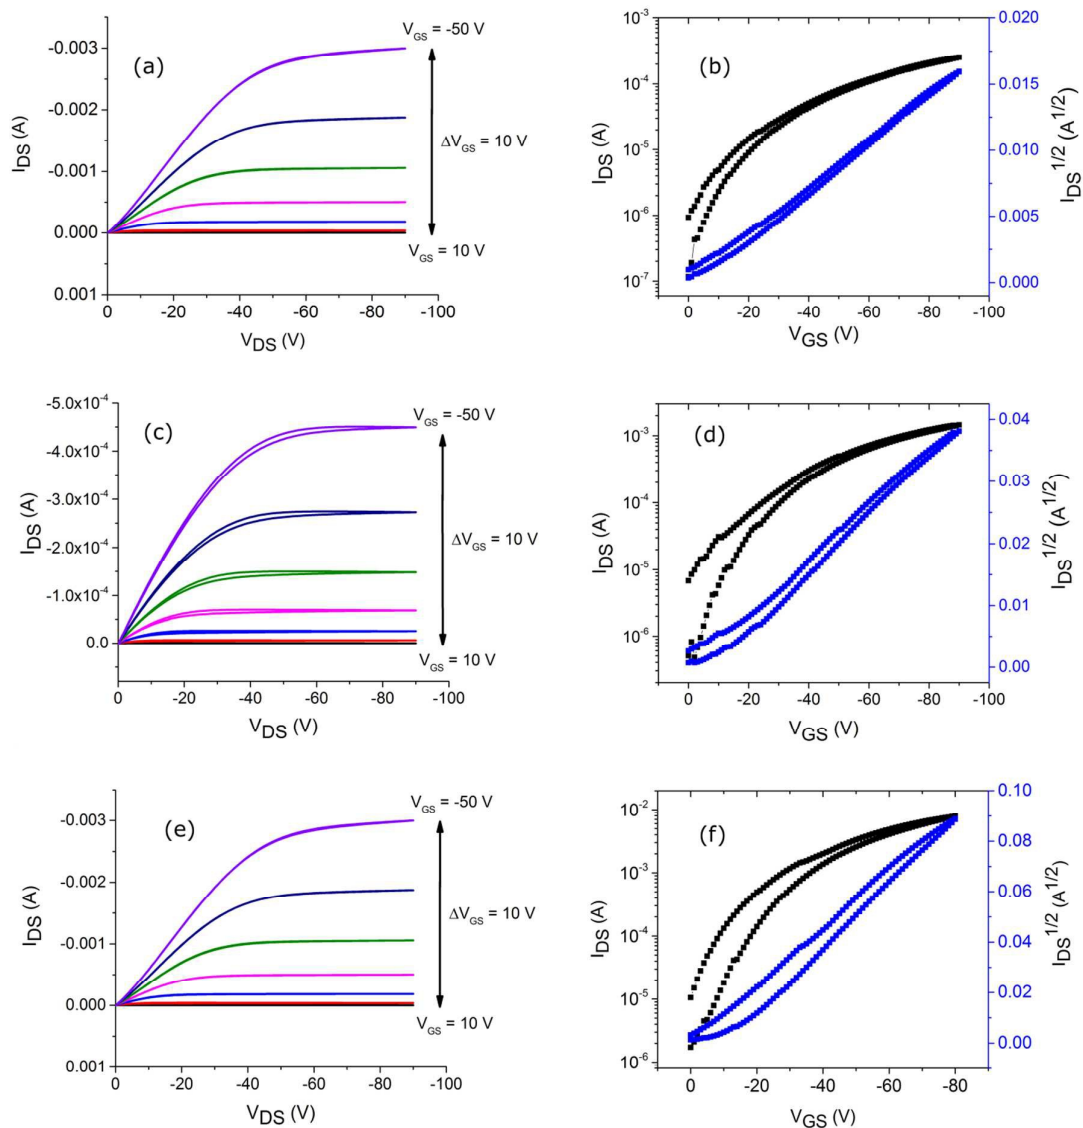 (a)
V_GS = -50 V
ΔV_GS = 10 V
V_GS = 10 V
-0.003
-0.002
-0.001
0.000
0.001
I_DS (A)
0 -20 -40 -60 -80 -100
V_DS (V)
(b)
10^-3
10^-4
10^-5
10^-6
10^-7
I_DS (A)
0.020
0.015
0.010
0.005
0.000
I_DS^1/2 (A^1/2)
0 -20 -40 -60 -80 -100
V_GS (V)
(c)
V_GS = -50 V
ΔV_GS = 10 V
V_GS = 10 V
-5.0x10^-4
-4.0x10^-4
-3.0x10^-4
-2.0x10^-4
-1.0x10^-4
0.0
I_DS (A)
0 -20 -40 -60 -80 -100
V_DS (V)
(d)
10^-3
10^-4
10^-5
10^-6
I_DS (A)
0.04
0.03
0.02
0.01
0.00
I_DS^1/2 (A^1/2)
0 -20 -40 -60 -80 -100
V_GS (V)
(e)
V_GS = -50 V
ΔV_GS = 10 V
V_GS = 10 V
-0.003
-0.002
-0.001
0.000
0.001
I_DS (A)
0 -20 -40 -60 -80 -100
V_DS (V)
(f)
10^-2
10^-3
10^-4
10^-5
10^-6
I_DS (A)
0.10
0.08
0.06
0.04
0.02
0.00
I_DS^1/2 (A^1/2)
0 -20 -40 -60 -80
V_GS (V)